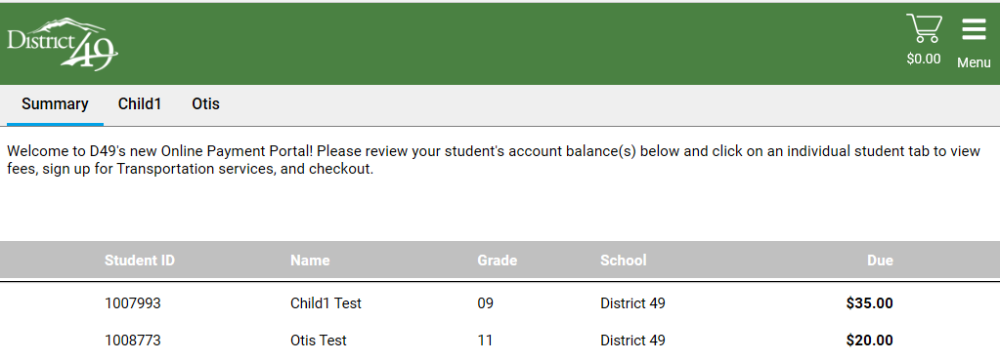 District 49
$0.00 Menu
Summary Child1 Otis
Welcome to D49's new Online Payment Portal! Please review your student's account balance(s) below and click on an individual student tab to view
fees, sign up for Transportation services, and checkout.
Student ID Name Grade School Due
1007993 Child1 Test 09 District 49 $35.00
1008773 Otis Test 11 District 49 $20.00